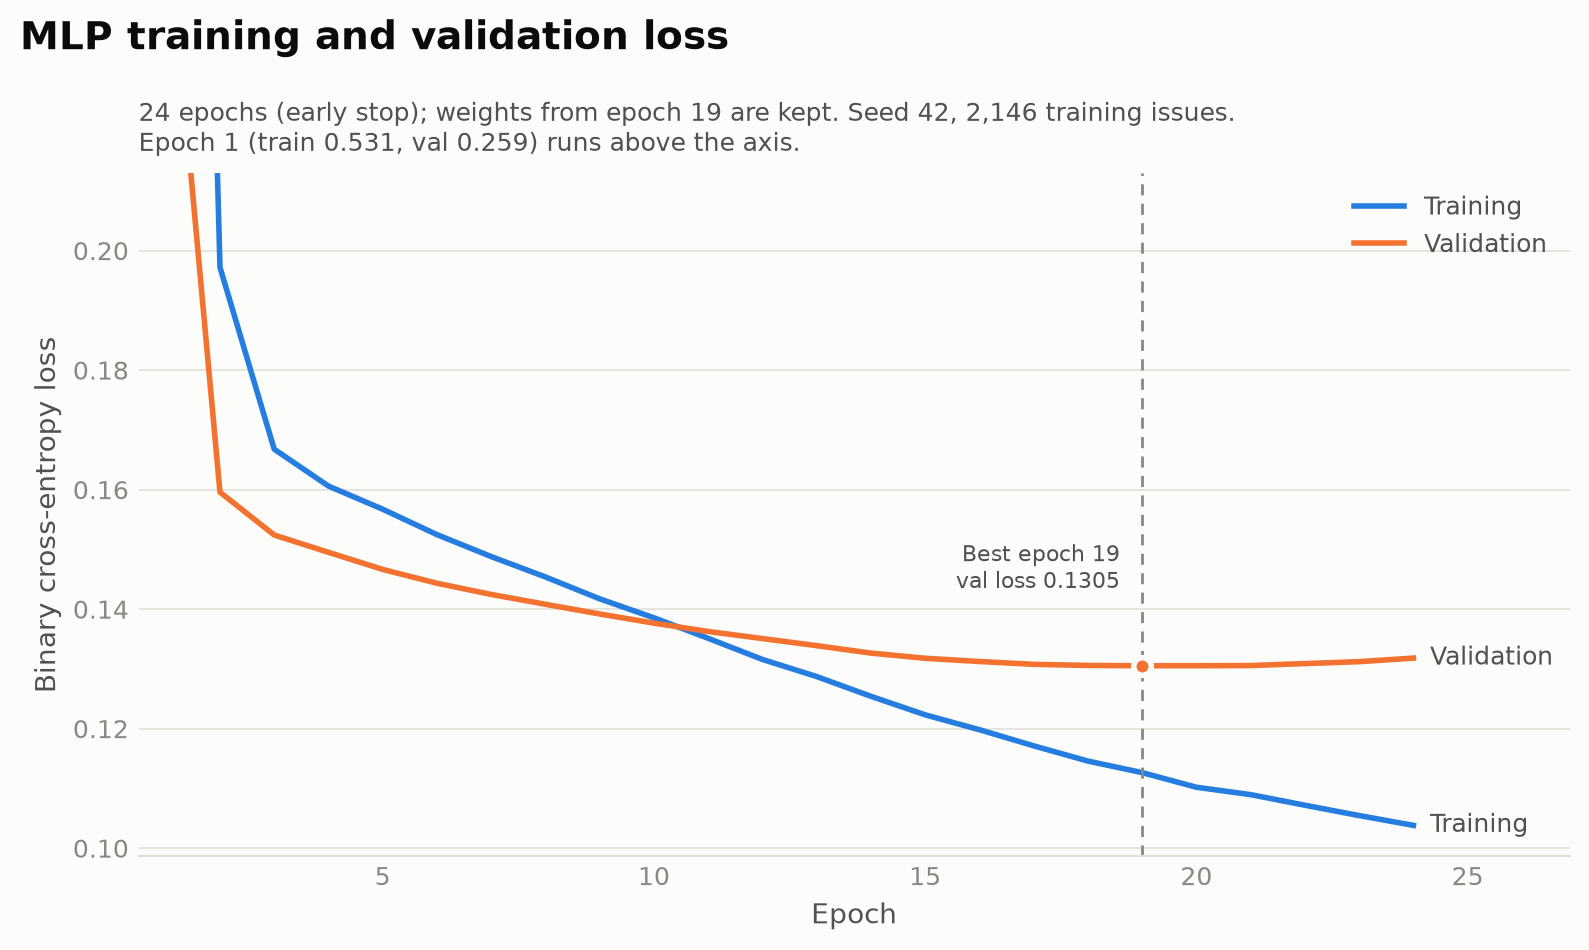 MLP training and validation loss
24 epochs (early stop); weights from epoch 19 are kept. Seed 42, 2,146 training issues.
Epoch 1 (train 0.531, val 0.259) runs above the axis.
Training
Validation
0.20
0.18
0.16
0.14
0.12
0.10
Binary cross-entropy loss
Best epoch 19
val loss 0.1305
Validation
Training
5 10 15 20 25
Epoch